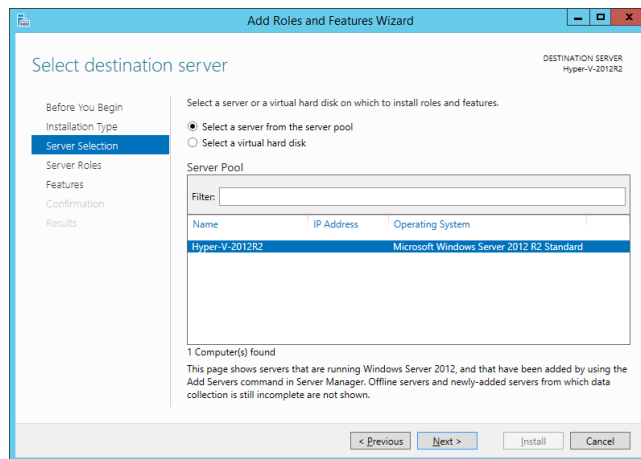 Add Roles and Features Wizard
Select destination server
DESTINATION SERVER
Hyper-V-2012R2
Before You Begin
Installation Type
Server Selection
Server Roles
Features
Confirmation
Results
Select a server or a virtual hard disk on which to install roles and features.
Select a server from the server pool
Select a virtual hard disk
Server Pool
Filter:
Name IP Address Operating System
Hyper-V-2012R2 Microsoft Windows Server 2012 R2 Standard
1 Computer(s) found
This page shows servers that are running Windows Server 2012, and that have been added by using the
Add Servers command in Server Manager. Offline servers and newly-added servers from which data
collection is still incomplete are not shown.
< Previous Next > Install Cancel